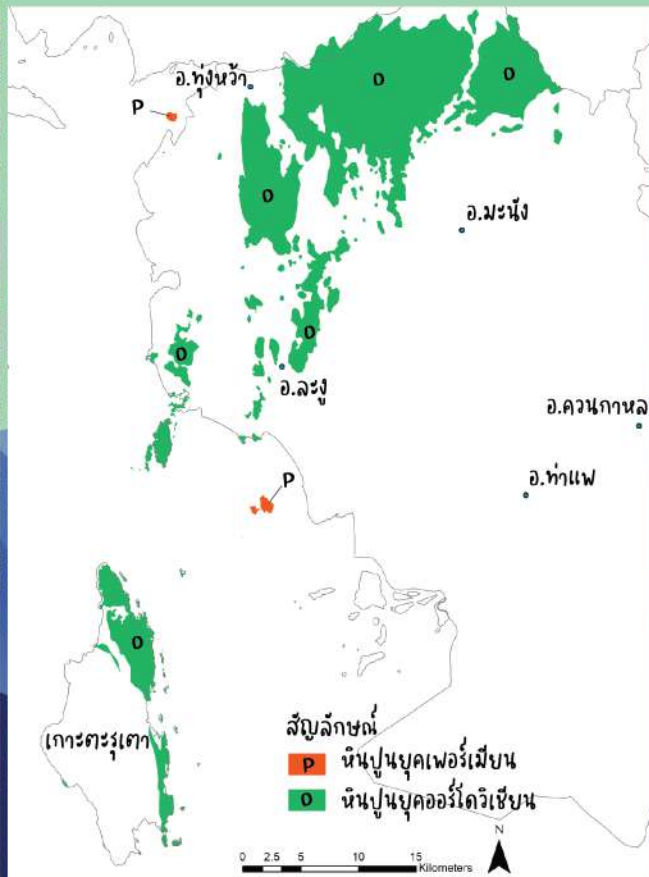 อ.ทุ่งหว้า
P
O
O
O
อ.มะนัง
O
O
อ.ละงู
อ.ควนกาหล
P
อ.ท่าแพ
O
เกาะตะรุเตา
สัญลักษณ์
P หินปูนยุคเพอร์เมียน
O หินปูนยุคออร์โดวิเชียน
N
0 2.5 5 10 15
Kilometers